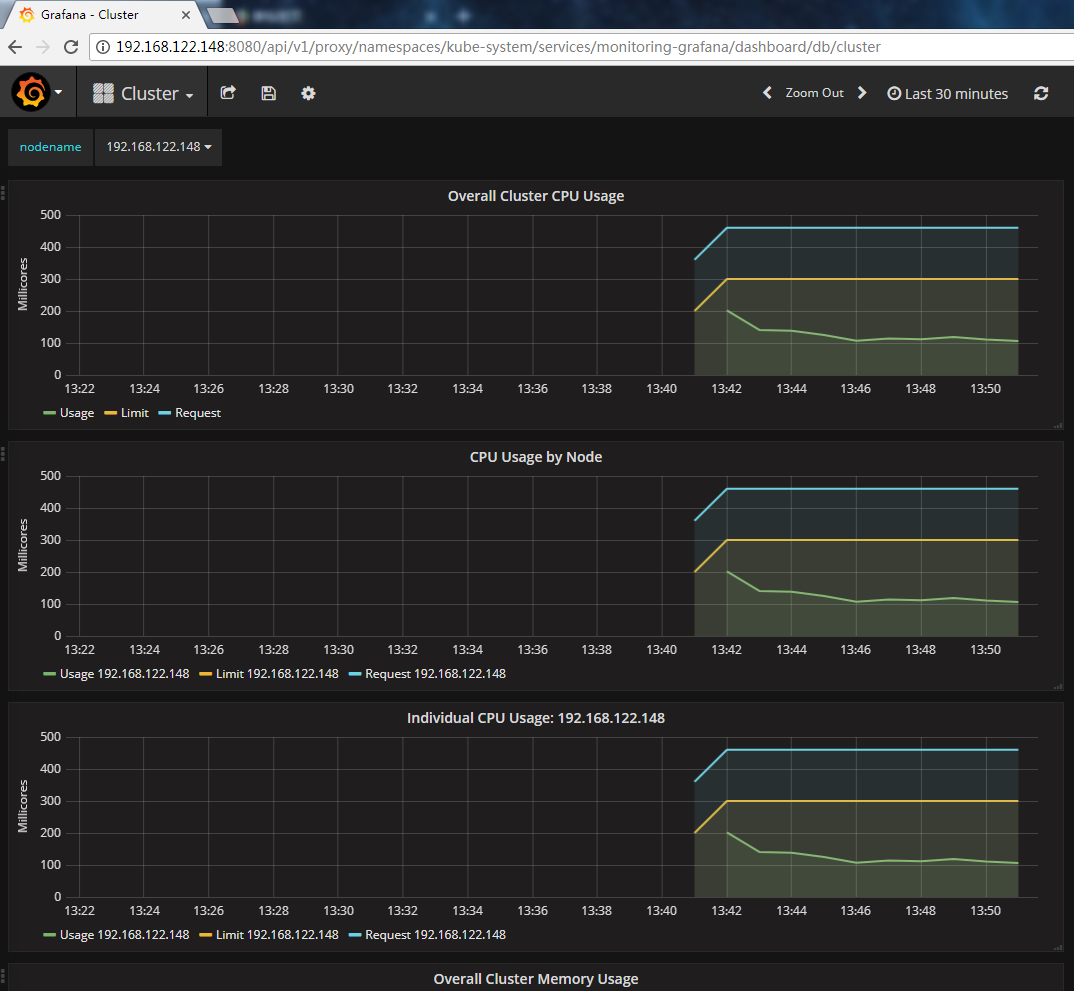 Grafana - Cluster
192.168.122.148:8080/api/v1/proxy/namespaces/kube-system/services/monitoring-grafana/dashboard/db/cluster
Cluster Zoom Out Last 30 minutes
nodename 192.168.122.148
Overall Cluster CPU Usage
Millicores
500
400
300
200
100
0
13:22 13:24 13:26 13:28 13:30 13:32 13:34 13:36 13:38 13:40 13:42 13:44 13:46 13:48 13:50
Usage Limit Request
CPU Usage by Node
Millicores
500
400
300
200
100
0
13:22 13:24 13:26 13:28 13:30 13:32 13:34 13:36 13:38 13:40 13:42 13:44 13:46 13:48 13:50
Usage 192.168.122.148 Limit 192.168.122.148 Request 192.168.122.148
Individual CPU Usage: 192.168.122.148
Millicores
500
400
300
200
100
0
13:22 13:24 13:26 13:28 13:30 13:32 13:34 13:36 13:38 13:40 13:42 13:44 13:46 13:48 13:50
Usage 192.168.122.148 Limit 192.168.122.148 Request 192.168.122.148
Overall Cluster Memory Usage